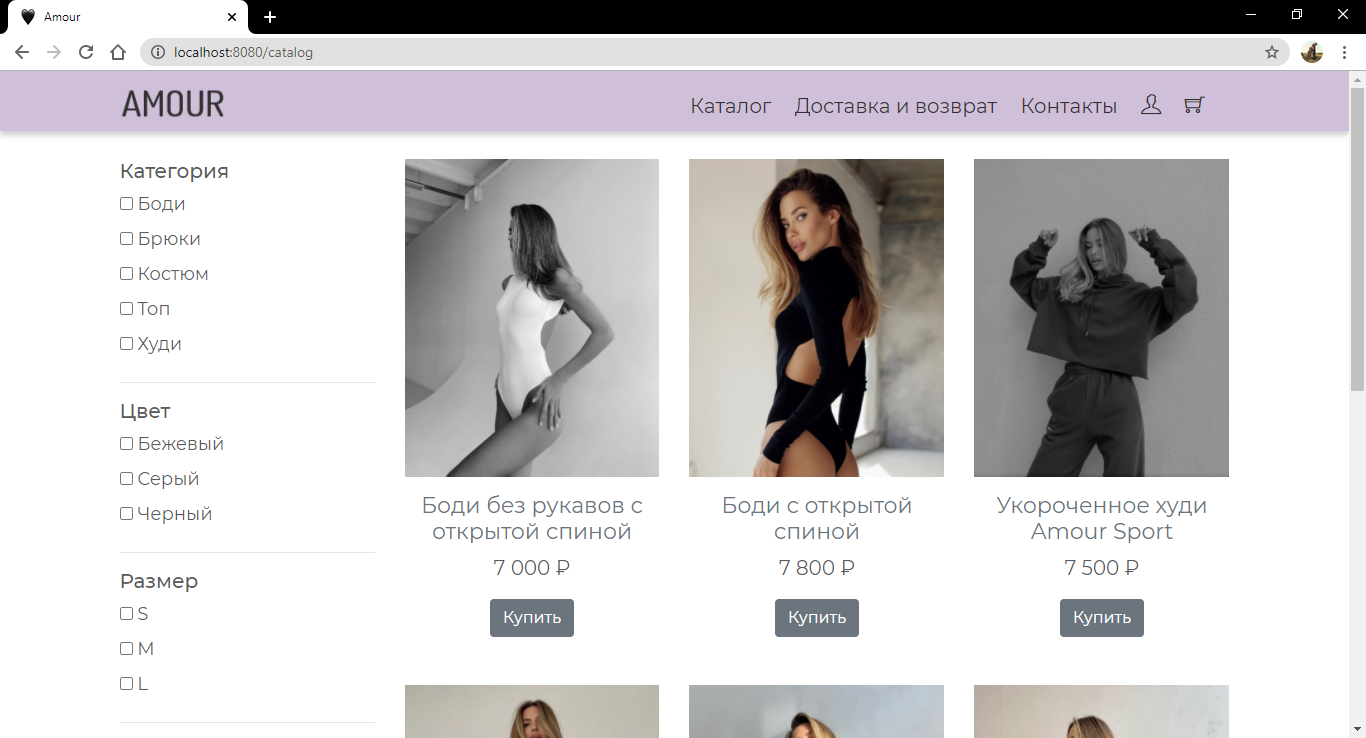 Amour
localhost:8080/catalog
AMOUR
Каталог
Доставка и возврат
Контакты
Категория
Боди
Брюки
Костюм
Топ
Худи
Цвет
Бежевый
Серый
Черный
Размер
S
M
L
Боди без рукавов с
открытой спиной
7 000 ₽
Купить
Боди с открытой
спиной
7 800 ₽
Купить
Укороченное худи
Amour Sport
7 500 ₽
Купить